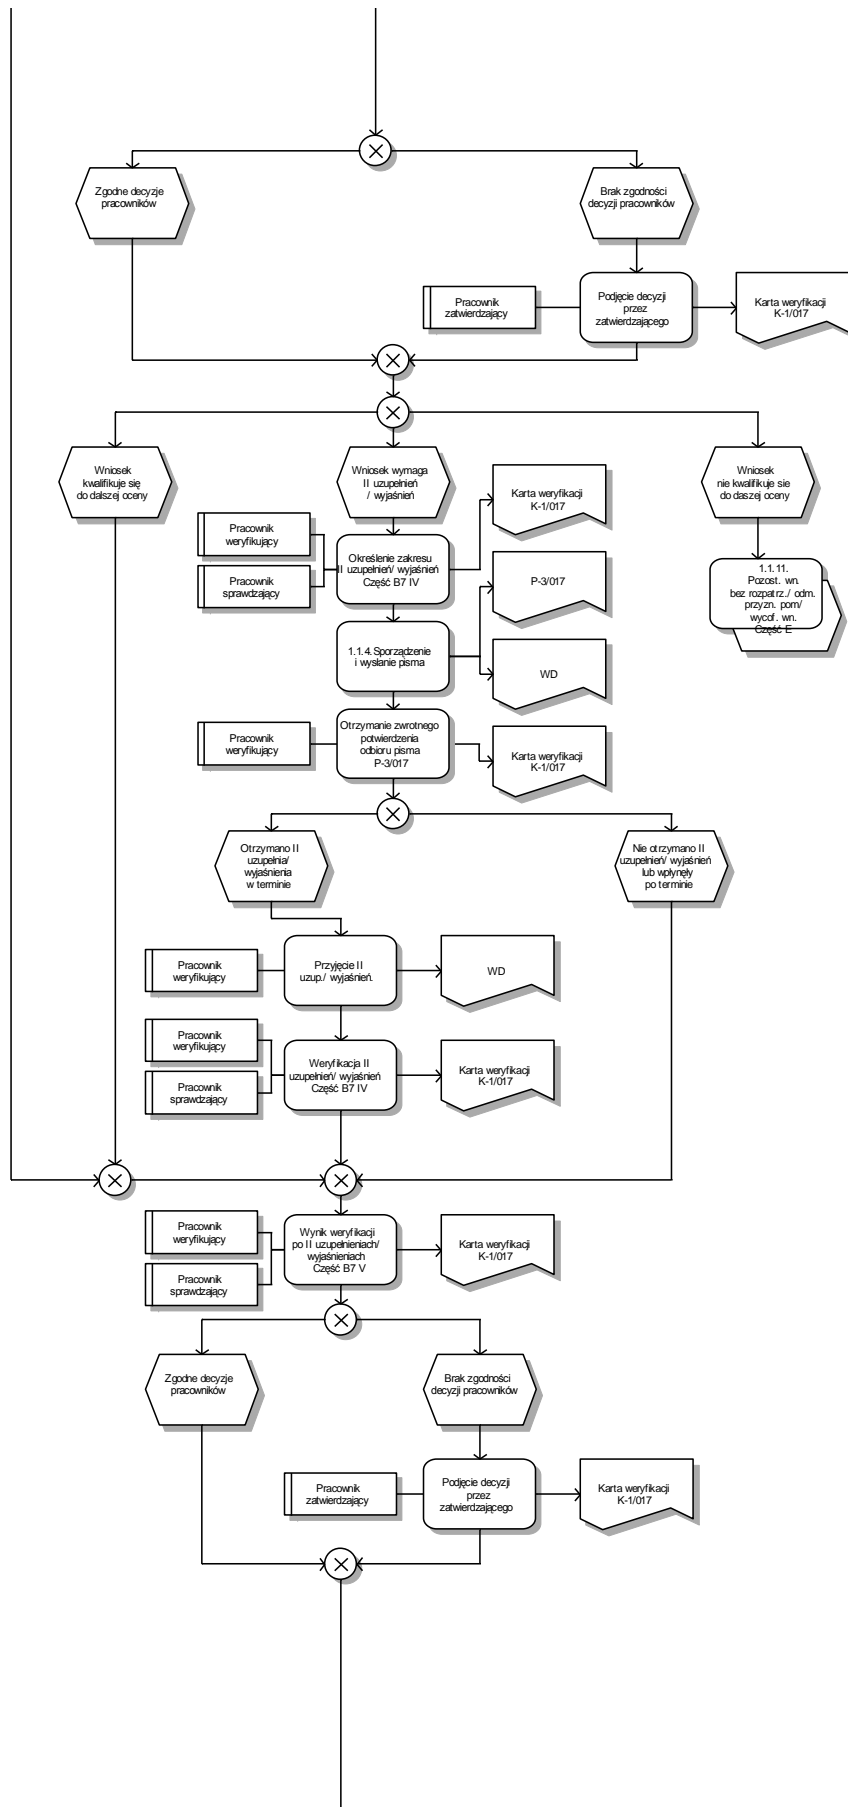 Zgodne decyzje
pracowników
Brak zgodności
decyzji pracowników
Pracownik
zatwierdzający
Podjęcie decyzji
przez
zatwierdzającego
Karta weryfikacji
K-1/017
Wniosek
kwalifikuje się
do dalszej oceny
Wniosek wymaga
II uzupełnień
/ wyjaśnień
Karta weryfikacji
K-1/017
Wniosek
nie kwalifikuje sie
do daszej oceny
Pracownik
weryfikujący
Pracownik
sprawdzający
Określenie zakresu
II uzupełnień/ wyjaśnień
Część B7 IV
P-3/017
1.1.11.
Pozost. wn.
bez rozpatrz./ odm.
przyzn. pom/
wycof. wn.
Część E
1.1.4. Sporządzenie
i wysłanie pisma
WD
Pracownik
weryfikujący
Otrzymanie zwrotnego
potwierdzenia
odbioru pisma
P-3/017
Karta weryfikacji
K-1/017
Otrzymano II
uzupełnia/
wyjaśnienia
w terminie
Nie otrzymano II
uzupełnień/ wyjaśnień
lub wpłynęły
po terminie
Pracownik
weryfikujący
Przyjęcie II
uzup./ wyjaśnień.
WD
Pracownik
weryfikujący
Pracownik
sprawdzający
Weryfikacja II
uzupełnień/ wyjaśnień
Część B7 IV
Karta weryfikacji
K-1/017
Pracownik
weryfikujący
Pracownik
sprawdzający
Wynik weryfikacji
po II uzupełnieniach/
wyjaśnieniach
Część B7 V
Karta weryfikacji
K-1/017
Zgodne decyzje
pracowników
Brak zgodności
decyzji pracowników
Pracownik
zatwierdzający
Podjęcie decyzji
przez
zatwierdzającego
Karta weryfikacji
K-1/017